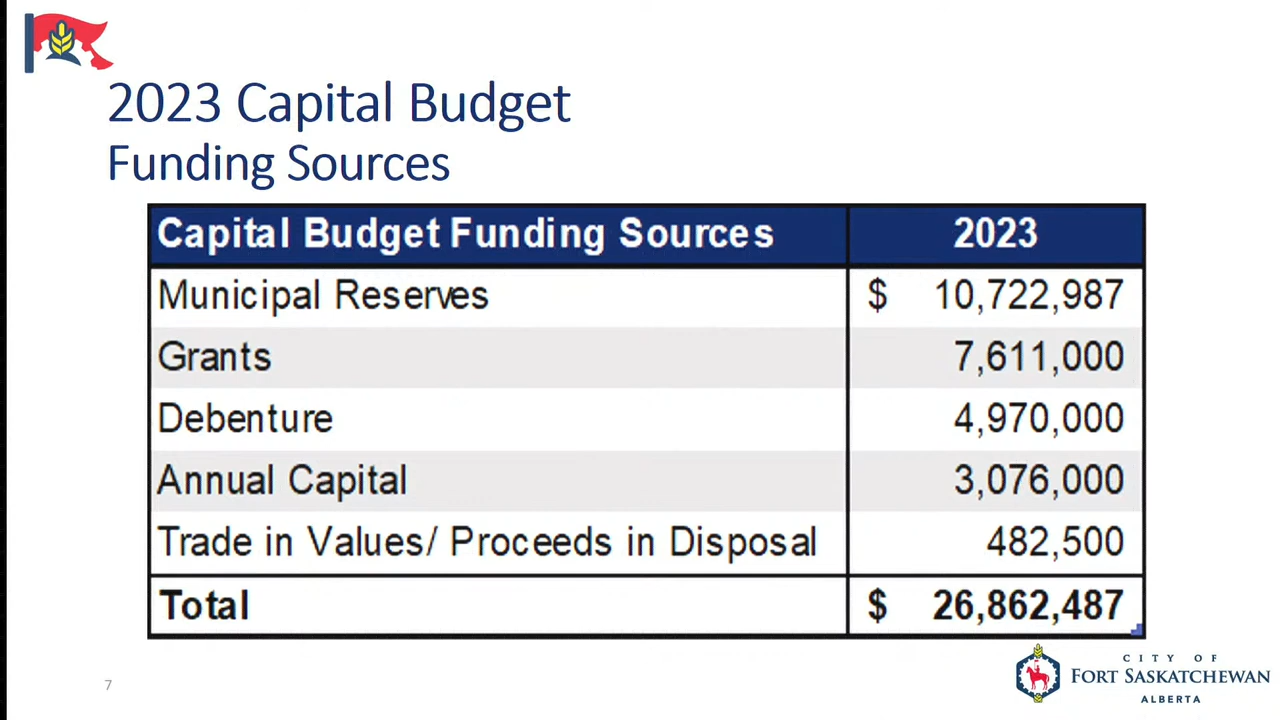 2023 Capital Budget
Funding Sources
Capital Budget Funding Sources 2023
Municipal Reserves $ 10,722,987
Grants 7,611,000
Debenture 4,970,000
Annual Capital 3,076,000
Trade in Values/ Proceeds in Disposal 482,500
Total $ 26,862,487
7
CITY OF
FORT SASKATCHEWAN
ALBERTA